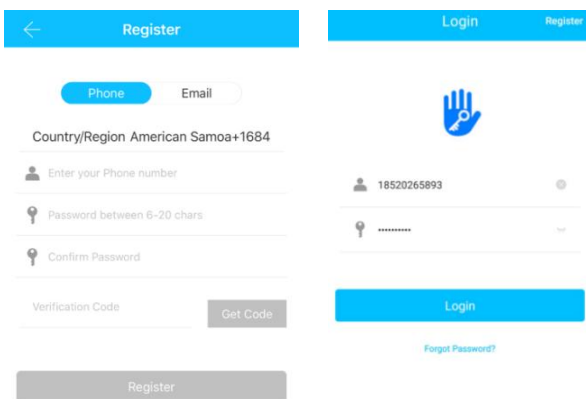 Register
Phone Email
Country/Region American Samoa+1684
Enter your Phone number
Password between 6-20 chars
Confirm Password
Verification Code Get Code
Register
Login Register
18520265893
••••••••••
Login
Forgot Password?